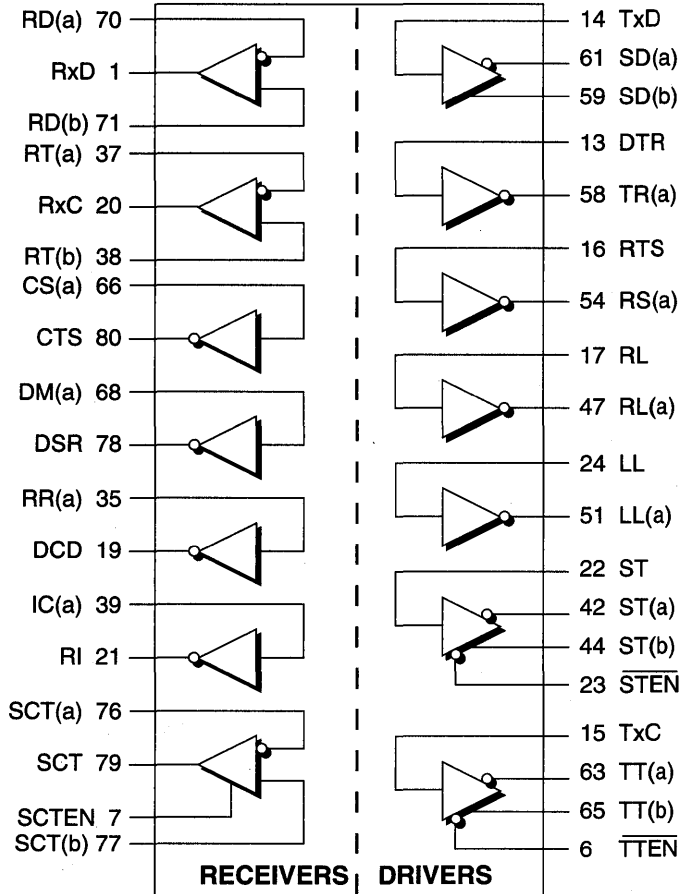 RD(a) 70
RxD 1
RD(b) 71
RT(a) 37
RxC 20
RT(b) 38
CS(a) 66
CTS 80
DM(a) 68
DSR 78
RR(a) 35
DCD 19
IC(a) 39
RI 21
SCT(a) 76
SCT 79
SCTEN 7
SCT(b) 77
RECEIVERS
14 TxD
61 SD(a)
59 SD(b)
13 DTR
58 TR(a)
16 RTS
54 RS(a)
17 RL
47 RL(a)
24 LL
51 LL(a)
22 ST
42 ST(a)
44 ST(b)
23 STEN
15 TxC
63 TT(a)
65 TT(b)
6 TTEN
DRIVERS